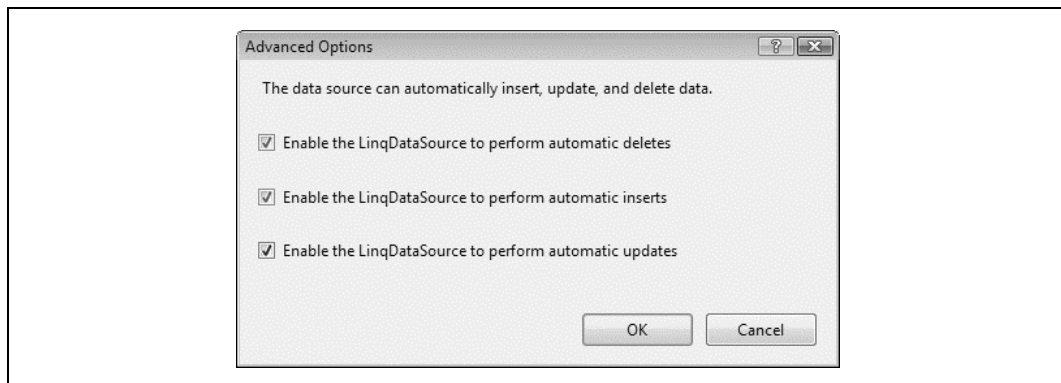 Advanced Options
The data source can automatically insert, update, and delete data.
Enable the LinqDataSource to perform automatic deletes
Enable the LinqDataSource to perform automatic inserts
Enable the LinqDataSource to perform automatic updates
OK Cancel